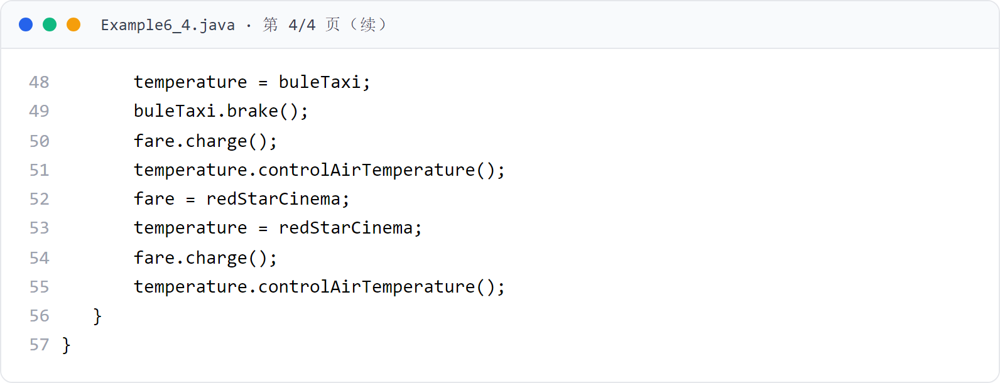 Example6_4.java · 第 4/4 页（续）
48        temperature = buleTaxi;
49        buleTaxi.brake();
50        fare.charge();
51        temperature.controlAirTemperature();
52        fare = redStarCinema;
53        temperature = redStarCinema;
54        fare.charge();
55        temperature.controlAirTemperature();
56    }
57 }